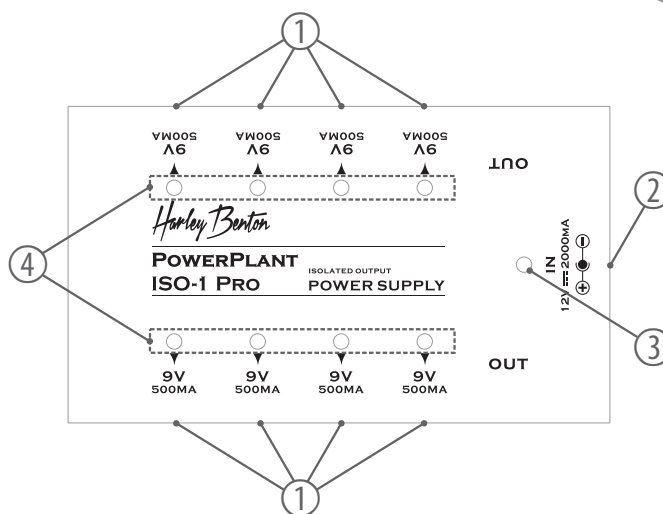 1
500MA 500MA 500MA 500MA
9V 9V 9V 9V
OUT
2
Harley Benton
POWERPLANT
ISO-1 PRO
ISOLATED OUTPUT
POWER SUPPLY
IN
12V ⎓ 2000MA
4
3
OUT
9V 9V 9V 9V
500MA 500MA 500MA 500MA
1